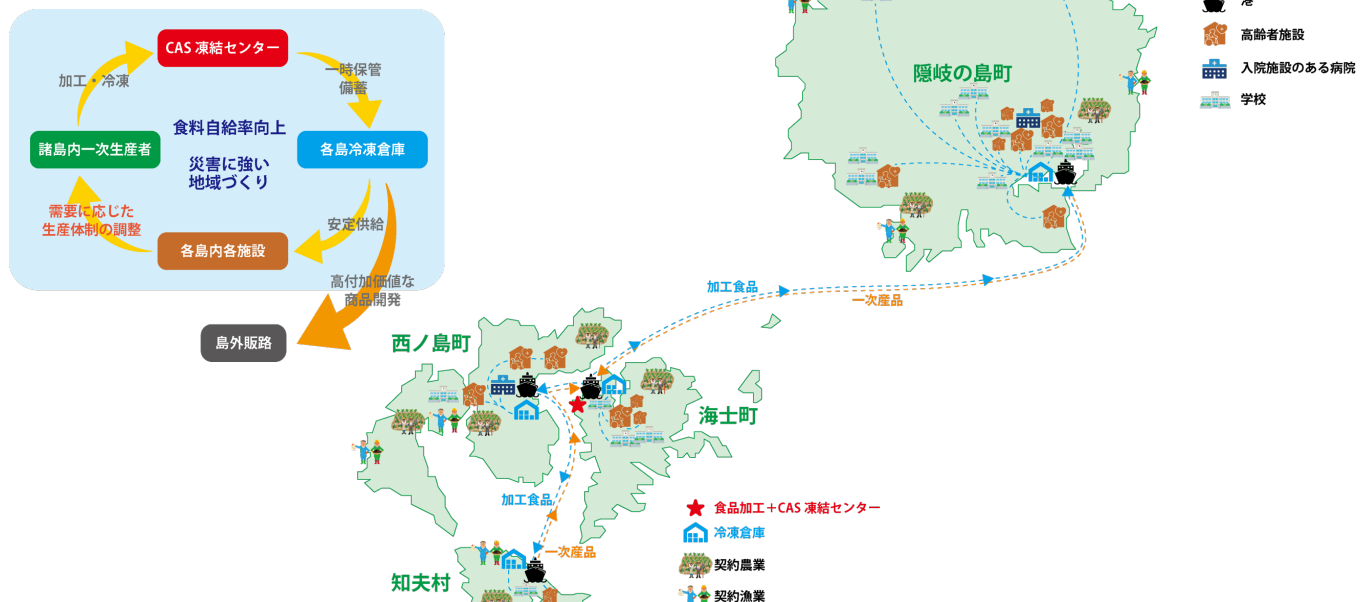 CAS 凍結センター
加工・冷凍
一時保管
備蓄
食料自給率向上
諸島内一次生産者
各島冷凍倉庫
災害に強い
地域づくり
需要に応じた
生産体制の調整
安定供給
各島内各施設
高付加価値な
商品開発
島外販路
港
高齢者施設
入院施設のある病院
学校
隠岐の島町
加工食品
一次産品
西ノ島町
海士町
加工食品
一次産品
知夫村
食品加工+CAS 凍結センター
冷凍倉庫
契約農業
契約漁業